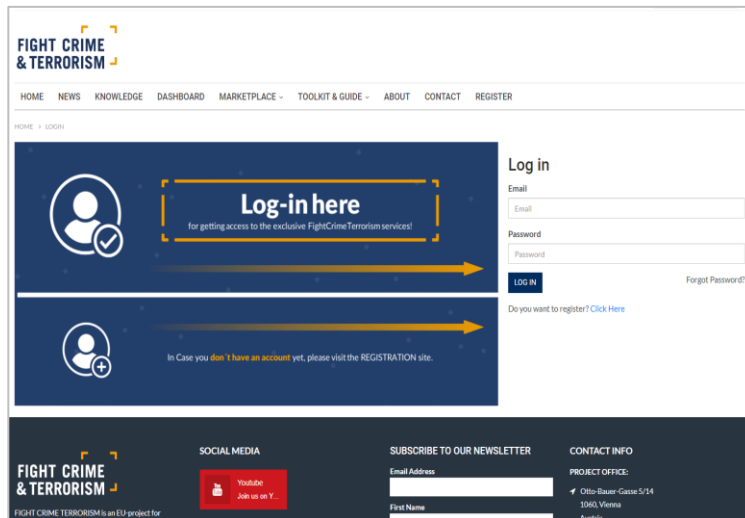 FIGHT CRIME
& TERRORISM
HOME NEWS KNOWLEDGE DASHBOARD MARKETPLACE TOOLKIT & GUIDE ABOUT CONTACT REGISTER
HOME > LOGIN
Log-in here
for getting access to the exclusive FightCrimeTerrorism services!
In Case you don´t have an account yet, please visit the REGISTRATION site.
Log in
Email
Email
Password
Password
LOG IN
Forgot Password?
Do you want to register? Click Here
FIGHT CRIME
& TERRORISM
FIGHT CRIME TERRORISM is an EU-project for
SOCIAL MEDIA
Youtube
Join us on Y...
SUBSCRIBE TO OUR NEWSLETTER
Email Address
First Name
CONTACT INFO
PROJECT OFFICE:
Otto-Bauer-Gasse 5/14
1060, Vienna
Austria